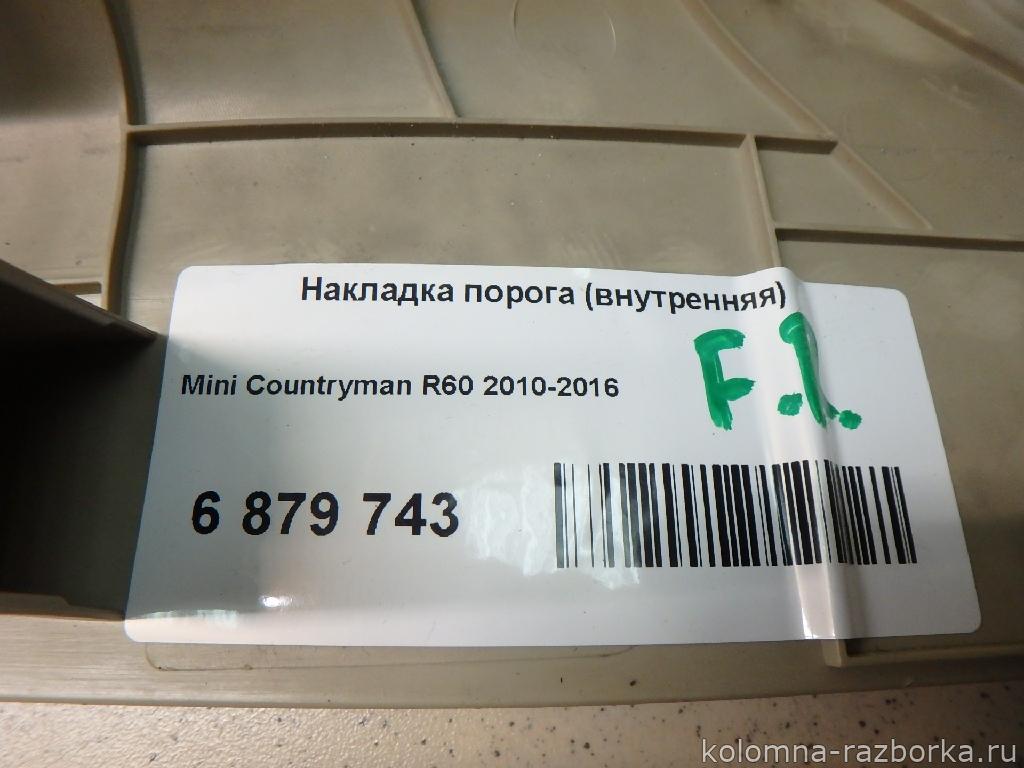 Накладка порога (внутренняя)
Mini Countryman R60 2010-2016
6 879 743
kolomna-razborka.ru